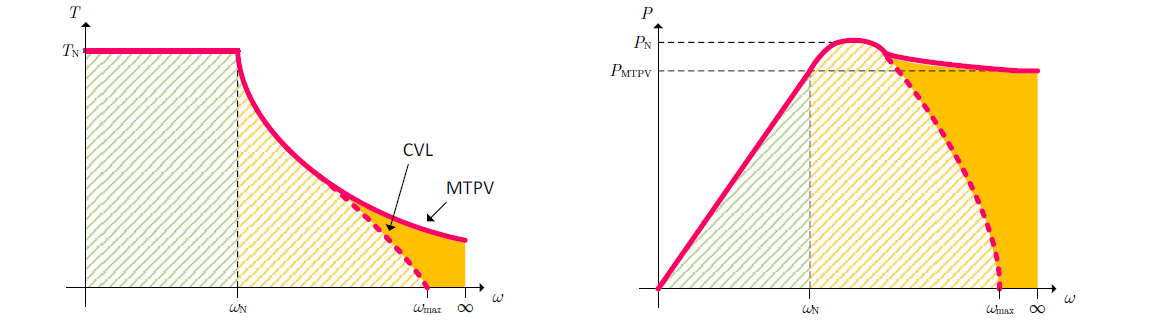 T
T_N
CVL
MTPV
ω_N
ω_max
∞
ω
P
P_N
P_MTPV
ω_N
ω_max
∞
ω